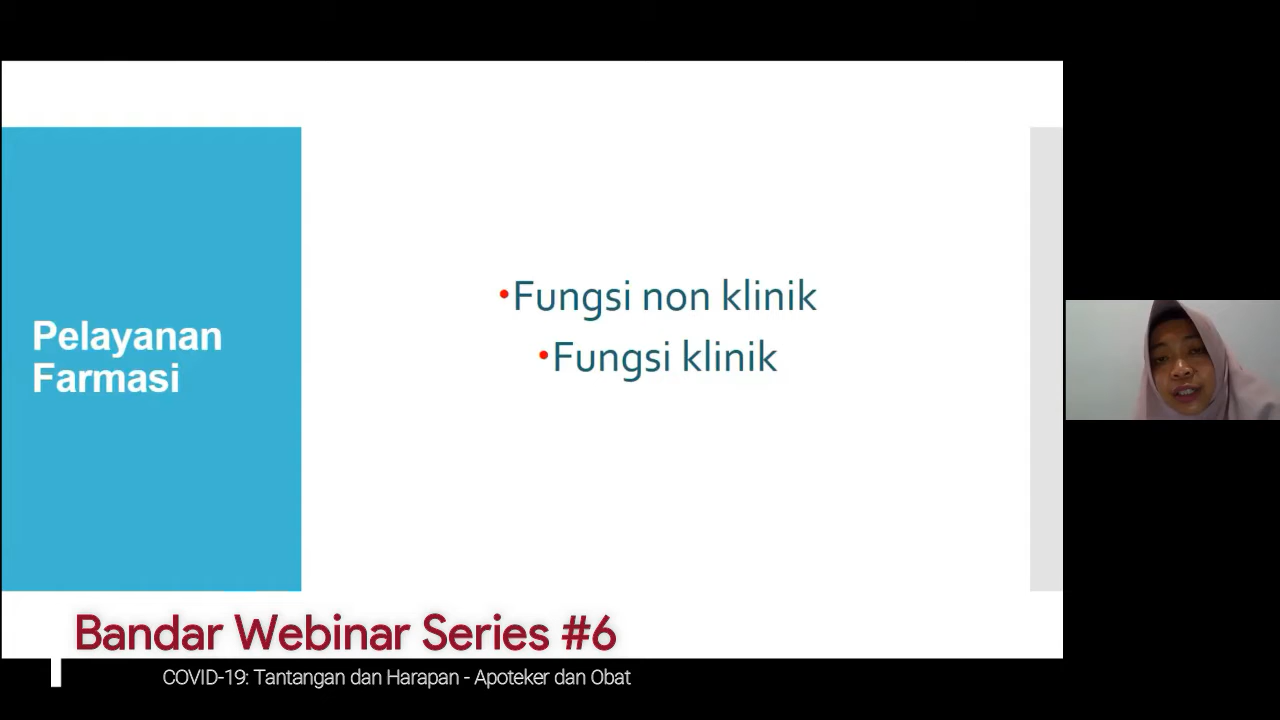 Pelayanan
Farmasi
•Fungsi non klinik
•Fungsi klinik
Bandar Webinar Series #6
COVID-19: Tantangan dan Harapan - Apoteker dan Obat